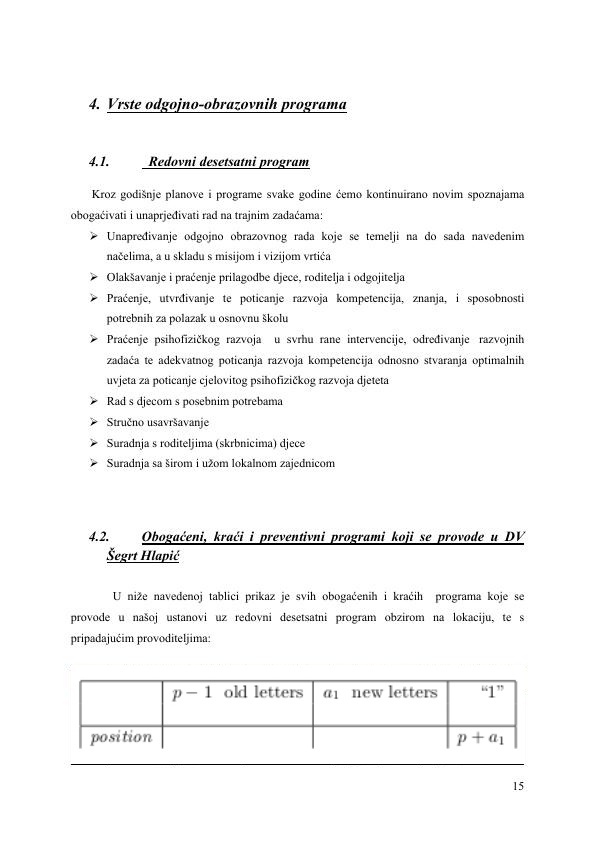 4. Vrste odgojno-obrazovnih programa
4.1. Redovni desetsatni program
Kroz godišnje planove i programe svake godine ćemo kontinuirano novim spoznajama
obogaćivati i unaprjeđivati rad na trajnim zadaćama:
➢ Unapređivanje odgojno obrazovnog rada koje se temelji na do sada navedenim
načelima, a u skladu s misijom i vizijom vrtića
➢ Olakšavanje i praćenje prilagodbe djece, roditelja i odgojitelja
➢ Praćenje, utvrđivanje te poticanje razvoja kompetencija, znanja, i sposobnosti
potrebnih za polazak u osnovnu školu
➢ Praćenje psihofizičkog razvoja u svrhu rane intervencije, određivanje razvojnih
zadaća te adekvatnog poticanja razvoja kompetencija odnosno stvaranja optimalnih
uvjeta za poticanje cjelovitog psihofizičkog razvoja djeteta
➢ Rad s djecom s posebnim potrebama
➢ Stručno usavršavanje
➢ Suradnja s roditeljima (skrbnicima) djece
➢ Suradnja sa širom i užom lokalnom zajednicom
4.2. Obogaćeni, kraći i preventivni programi koji se provode u DV
Šegrt Hlapić
U niže navedenoj tablici prikaz je svih obogaćenih i kraćih programa koje se
provode u našoj ustanovi uz redovni desetsatni program obzirom na lokaciju, te s
pripadajućim provoditeljima:
p − 1 old letters a₁ new letters “1”
position p + a₁
15